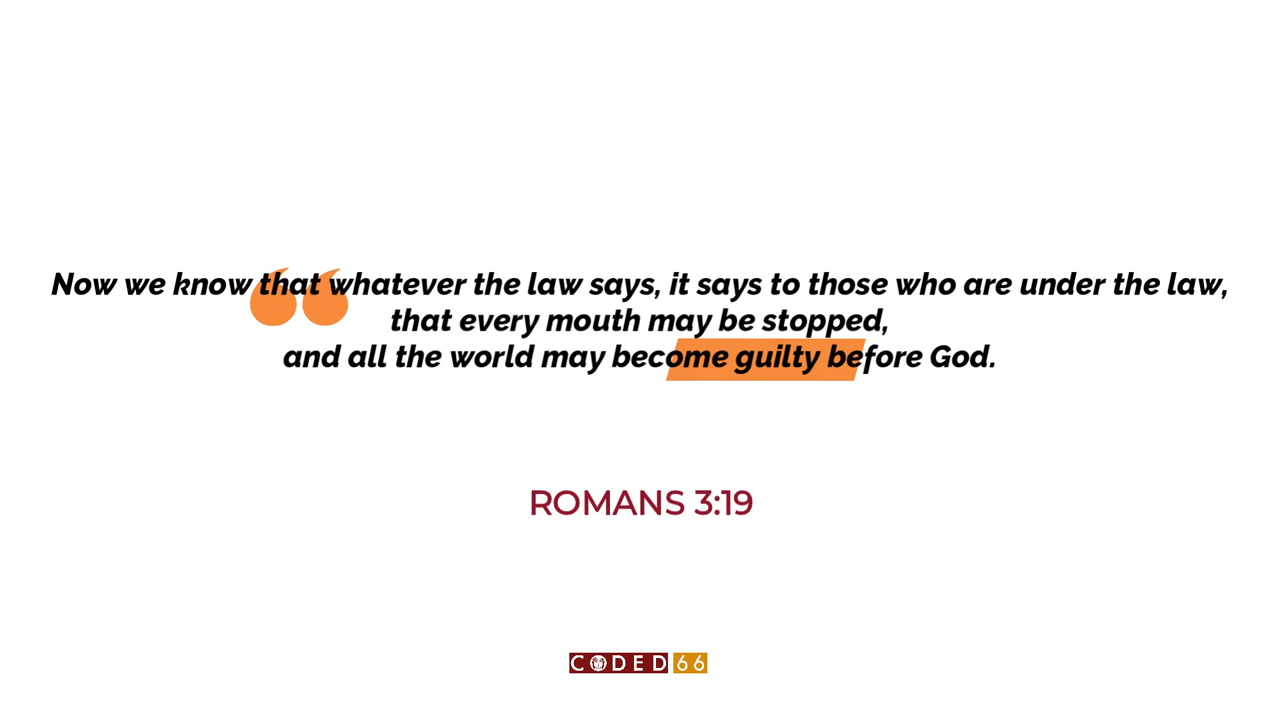 Now we know that whatever the law says, it says to those who are under the law,
that every mouth may be stopped,
and all the world may become guilty before God.
ROMANS 3:19
CODED 66